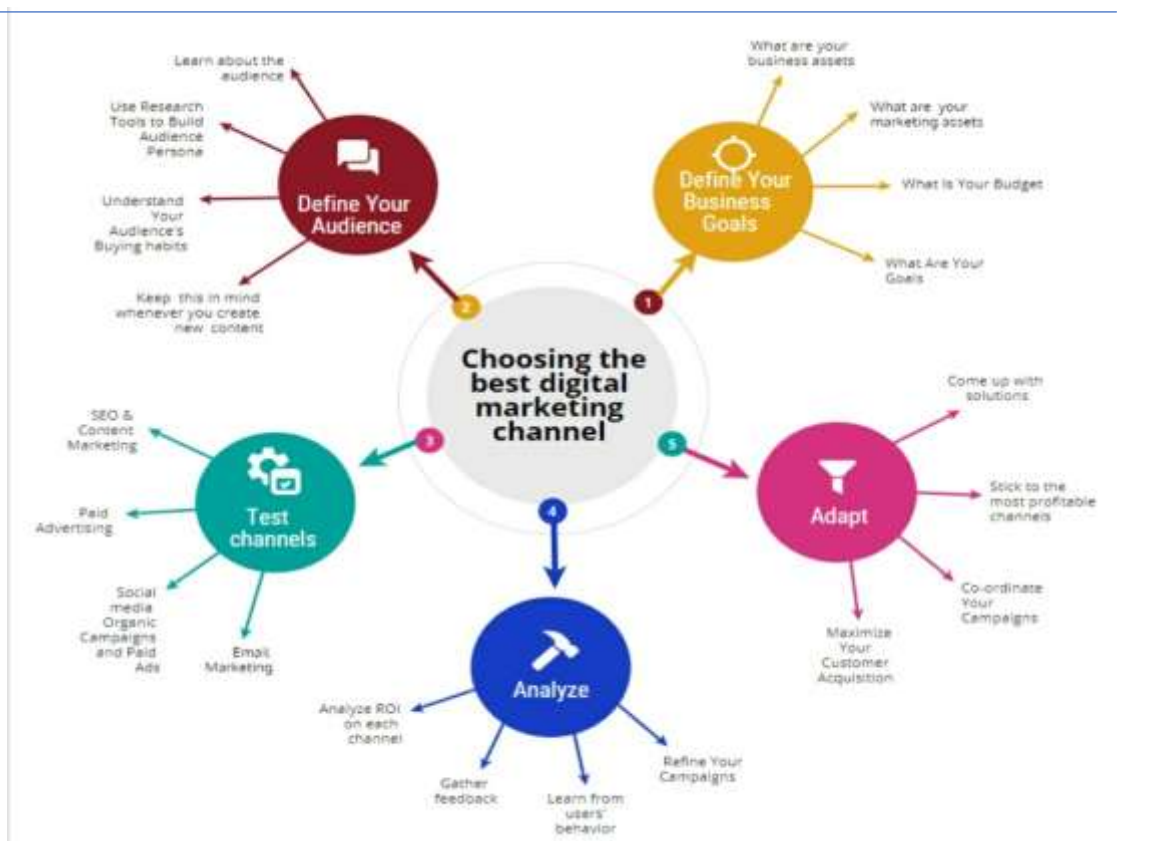 Choosing the
best digital
marketing
channel
1
Define Your
Business
Goals
What are your
business assets
What are your
marketing assets
What Is Your Budget
What Are Your
Goals
2
Define Your
Audience
Learn about the
audience
Use Research
Tools to Build
Audience
Persona
Understand
Your
Audience's
Buying habits
Keep this in mind
whenever you create
new content
3
Test
channels
SEO &
Content
Marketing
Paid
Advertising
Social
media
Organic
Campaigns
and Paid
Ads
Email
Marketing
4
Analyze
Analyze ROI
on each
channel
Gather
feedback
Learn from
users'
behavior
Refine Your
Campaigns
5
Adapt
Come up with
solutions
Stick to the
most profitable
channels
Co-ordinate
Your
Campaigns
Maximize
Your
Customer
Acquisition